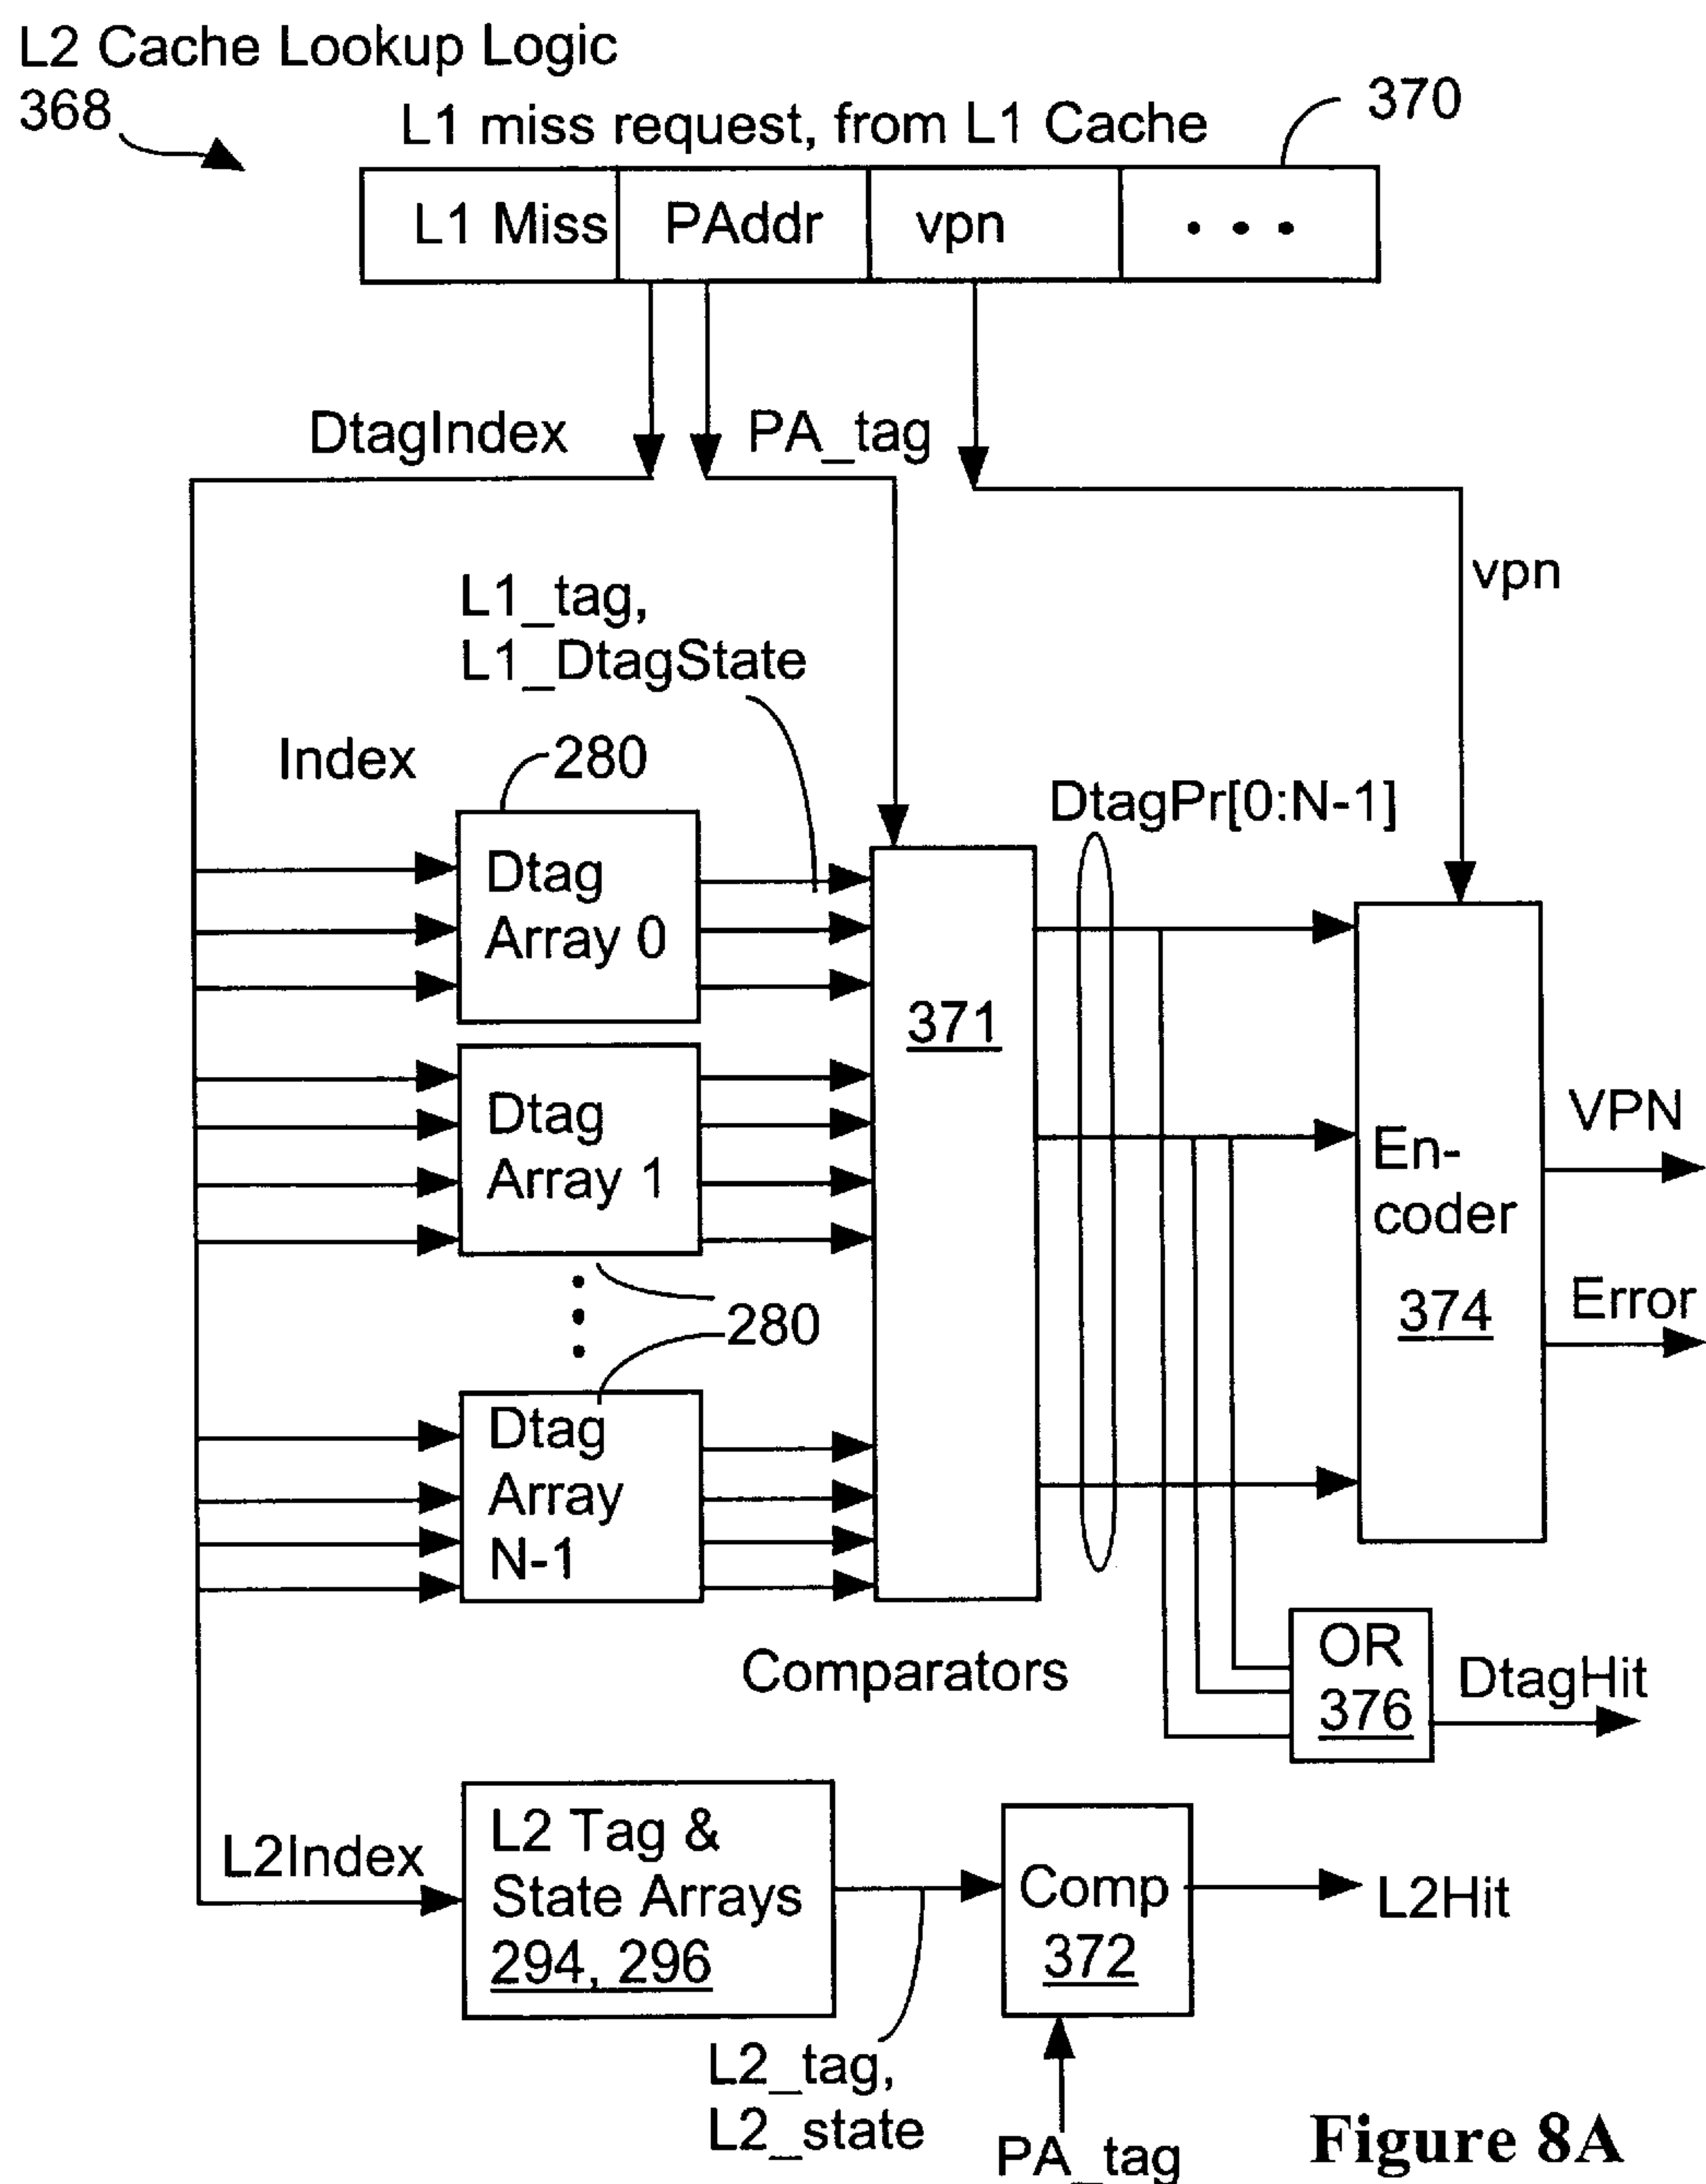 L2 Cache Lookup Logic
368
L1 miss request, from L1 Cache
370
L1 Miss
PAddr
vpn
• • •
DtagIndex
PA_tag
vpn
L1_tag,
L1_DtagState
Index
280
DtagPr[0:N-1]
Dtag
Array 0
371
Dtag
Array 1
280
En-
coder
374
VPN
Error
Dtag
Array
N-1
Comparators
OR
376
DtagHit
L2Index
L2 Tag &
State Arrays
294, 296
Comp
372
L2Hit
L2_tag,
L2_state
PA_tag
Figure 8A